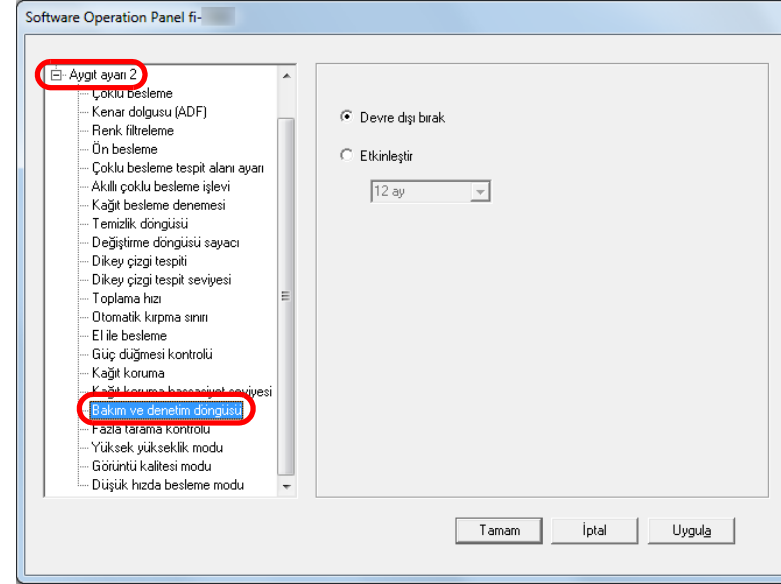 Software Operation Panel fi-
Aygıt ayarı 2
Çoklu besleme
Kenar dolgusu (ADF)
Renk filtreleme
Ön besleme
Çoklu besleme tespit alanı ayarı
Akıllı çoklu besleme işlevi
Kağıt besleme denemesi
Temizlik döngüsü
Değiştirme döngüsü sayacı
Dikey çizgi tespiti
Dikey çizgi tespit seviyesi
Toplama hızı
Otomatik kırpma sınırı
El ile besleme
Güç düğmesi kontrolü
Kağıt koruma
Kağıt koruma hassasiyet seviyesi
Bakım ve denetim döngüsü
Fazla tarama kontrolü
Yüksek yükseklik modu
Görüntü kalitesi modu
Düşük hızda besleme modu
Devre dışı bırak
Etkinleştir
12 ay
Tamam
İptal
Uygula